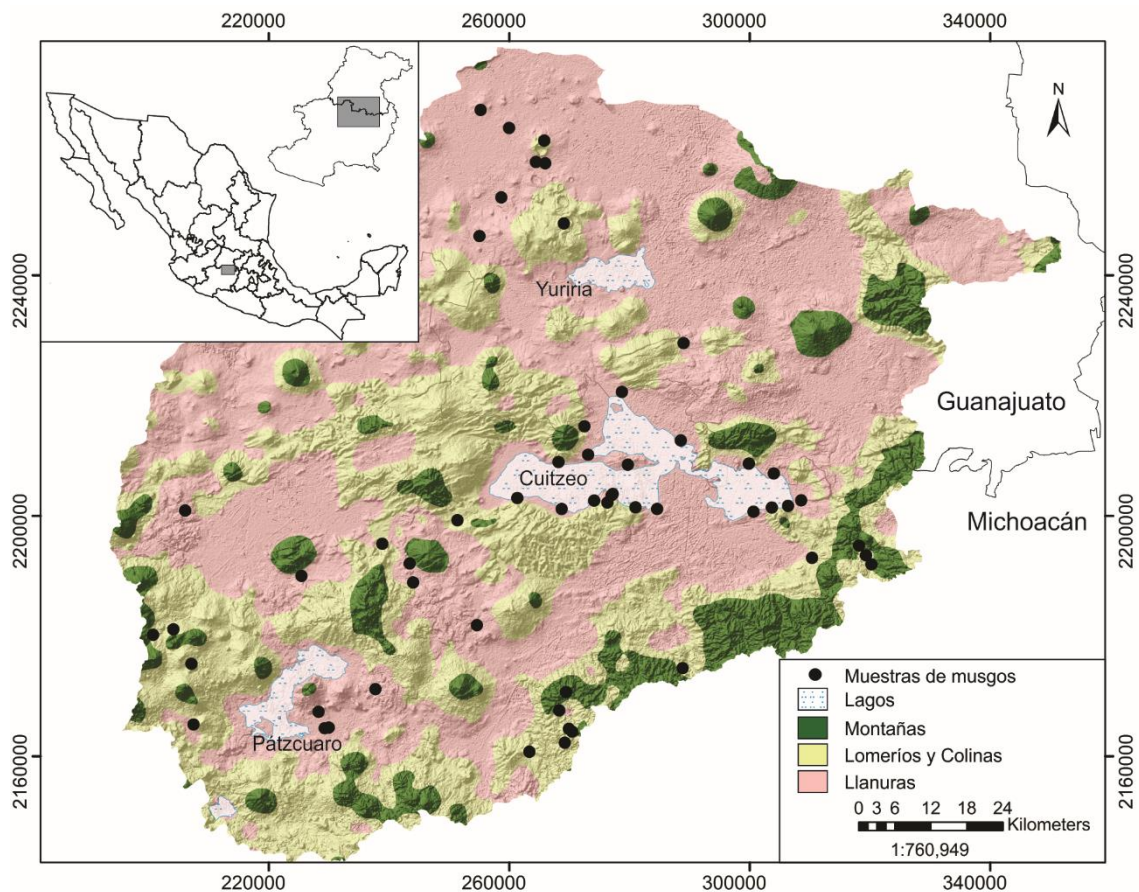 220000 260000 300000 340000
N
2240000
2240000
Yuriria
Guanajuato
Cuitzeo
2200000
2200000
Michoacán
Muestras de musgos
Lagos
Montañas
Lomeríos y Colinas
Llanuras
Pátzcuaro
2160000
2160000
0 3 6 12 18 24
Kilometers
1:760,949
220000 260000 300000 340000